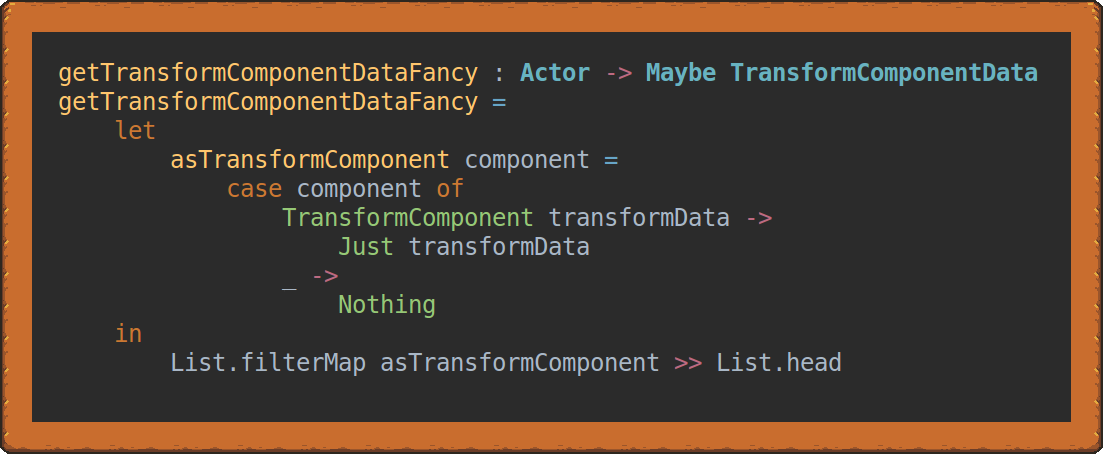 getTransformComponentDataFancy : Actor -> Maybe TransformComponentData
getTransformComponentDataFancy =
    let
        asTransformComponent component =
            case component of
                TransformComponent transformData ->
                    Just transformData
                _ ->
                    Nothing
    in
        List.filterMap asTransformComponent >> List.head